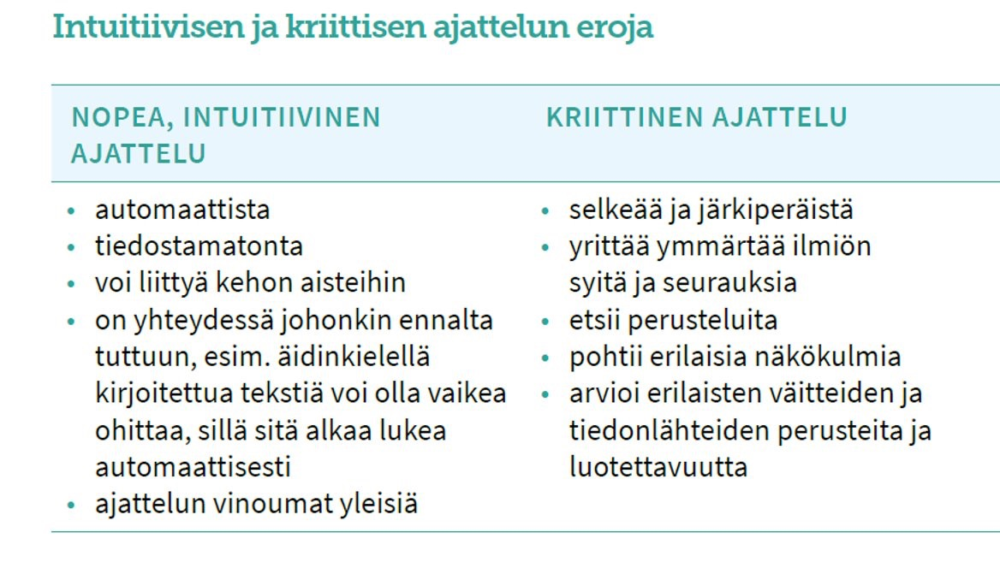 Intuitiivisen ja kriittisen ajattelun eroja
NOPEA, INTUITIIVINEN
AJATTELU
• automaattista
• tiedostamatonta
• voi liittyä kehon aisteihin
• on yhteydessä johonkin ennalta
tuttuun, esim. äidinkielellä
kirjoitettua tekstiä voi olla vaikea
ohittaa, sillä sitä alkaa lukea
automaattisesti
• ajattelun vinoumat yleisiä
KRIITTINEN AJATTELU
• selkeää ja järkiperäistä
• yrittää ymmärtää ilmiön
syitä ja seurauksia
• etsii perusteluita
• pohtii erilaisia näkökulmia
• arvioi erilaisten väitteiden ja
tiedonlähteiden perusteita ja
luotettavuutta